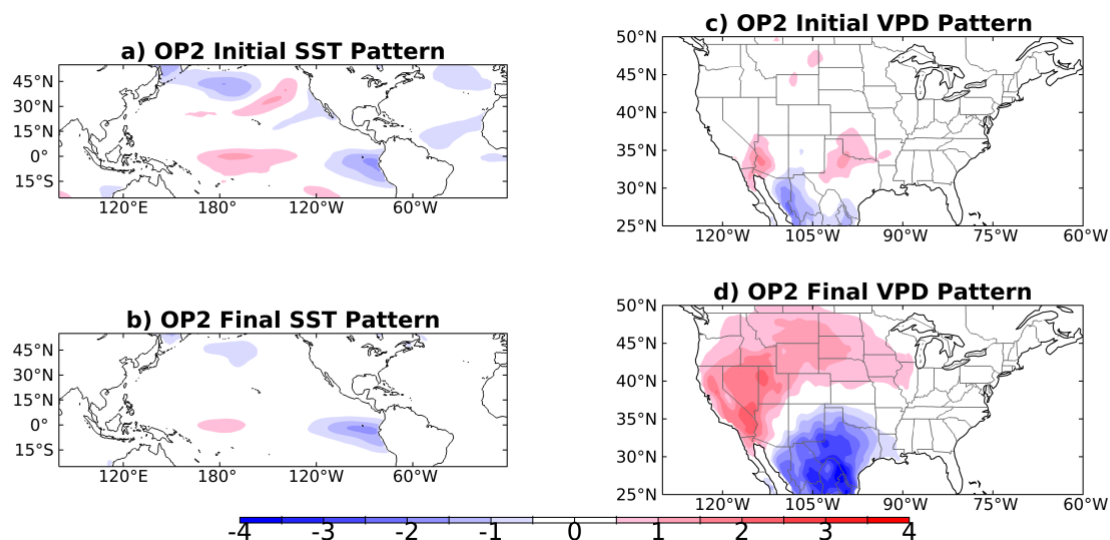 a) OP2 Initial SST Pattern
45°N
30°N
15°N
0°
15°S
120°E 180° 120°W 60°W
c) OP2 Initial VPD Pattern
50°N
45°N
40°N
35°N
30°N
25°N
120°W 105°W 90°W 75°W 60°W
b) OP2 Final SST Pattern
45°N
30°N
15°N
0°
15°S
120°E 180° 120°W 60°W
d) OP2 Final VPD Pattern
50°N
45°N
40°N
35°N
30°N
25°N
120°W 105°W 90°W 75°W 60°W
-4 -3 -2 -1 0 1 2 3 4